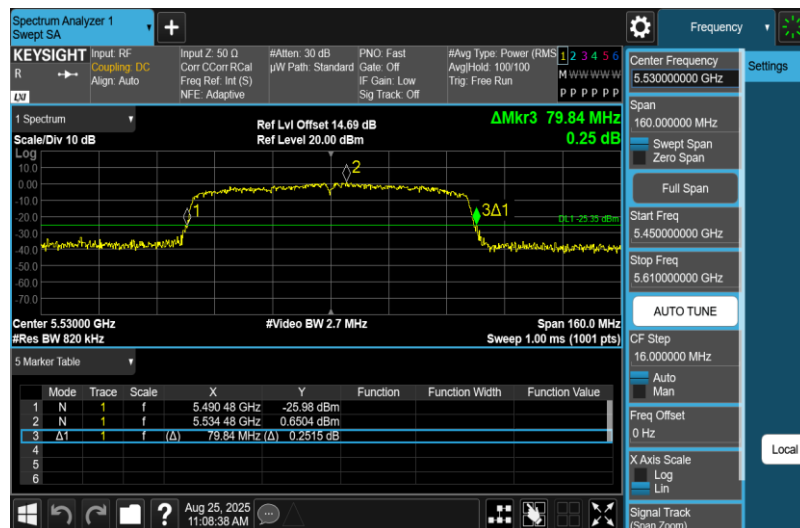 Spectrum Analyzer 1
Swept SA
+
Frequency
KEYSIGHT
R
LXI
Input: RF
Coupling: DC
Align: Auto
Input Z: 50 Ω
Corr CCorr RCal
Freq Ref: Int (S)
NFE: Adaptive
#Atten: 30 dB
µW Path: Standard
PNO: Fast
Gate: Off
IF Gain: Low
Sig Track: Off
#Avg Type: Power (RMS
Avg|Hold: 100/100
Trig: Free Run
1 2 3 4 5 6
M W W W W W
P P P P P P
1 Spectrum
Scale/Div 10 dB
Ref Lvl Offset 14.69 dB
Ref Level 20.00 dBm
ΔMkr3 79.84 MHz
0.25 dB
Log
10.0
0.00
-10.0
-20.0
-30.0
-40.0
-50.0
-60.0
-70.0
1
2
3Δ1
DL1 -25.35 dBm
Center 5.53000 GHz
#Res BW 820 kHz
#Video BW 2.7 MHz
Span 160.0 MHz
Sweep 1.00 ms (1001 pts)
5 Marker Table
Mode Trace Scale X Y Function Function Width Function Value
1 N 1 f 5.490 48 GHz -25.98 dBm
2 N 1 f 5.534 48 GHz 0.6504 dBm
3 Δ1 1 f (Δ) 79.84 MHz (Δ) 0.2515 dB
4
5
6
?
Aug 25, 2025
11:08:38 AM
Center Frequency
5.530000000 GHz
Span
160.000000 MHz
Swept Span
Zero Span
Full Span
Start Freq
5.450000000 GHz
Stop Freq
5.610000000 GHz
AUTO TUNE
CF Step
16.000000 MHz
Auto
Man
Freq Offset
0 Hz
X Axis Scale
Log
Lin
Signal Track
(Span Zoom)
Settings
Local